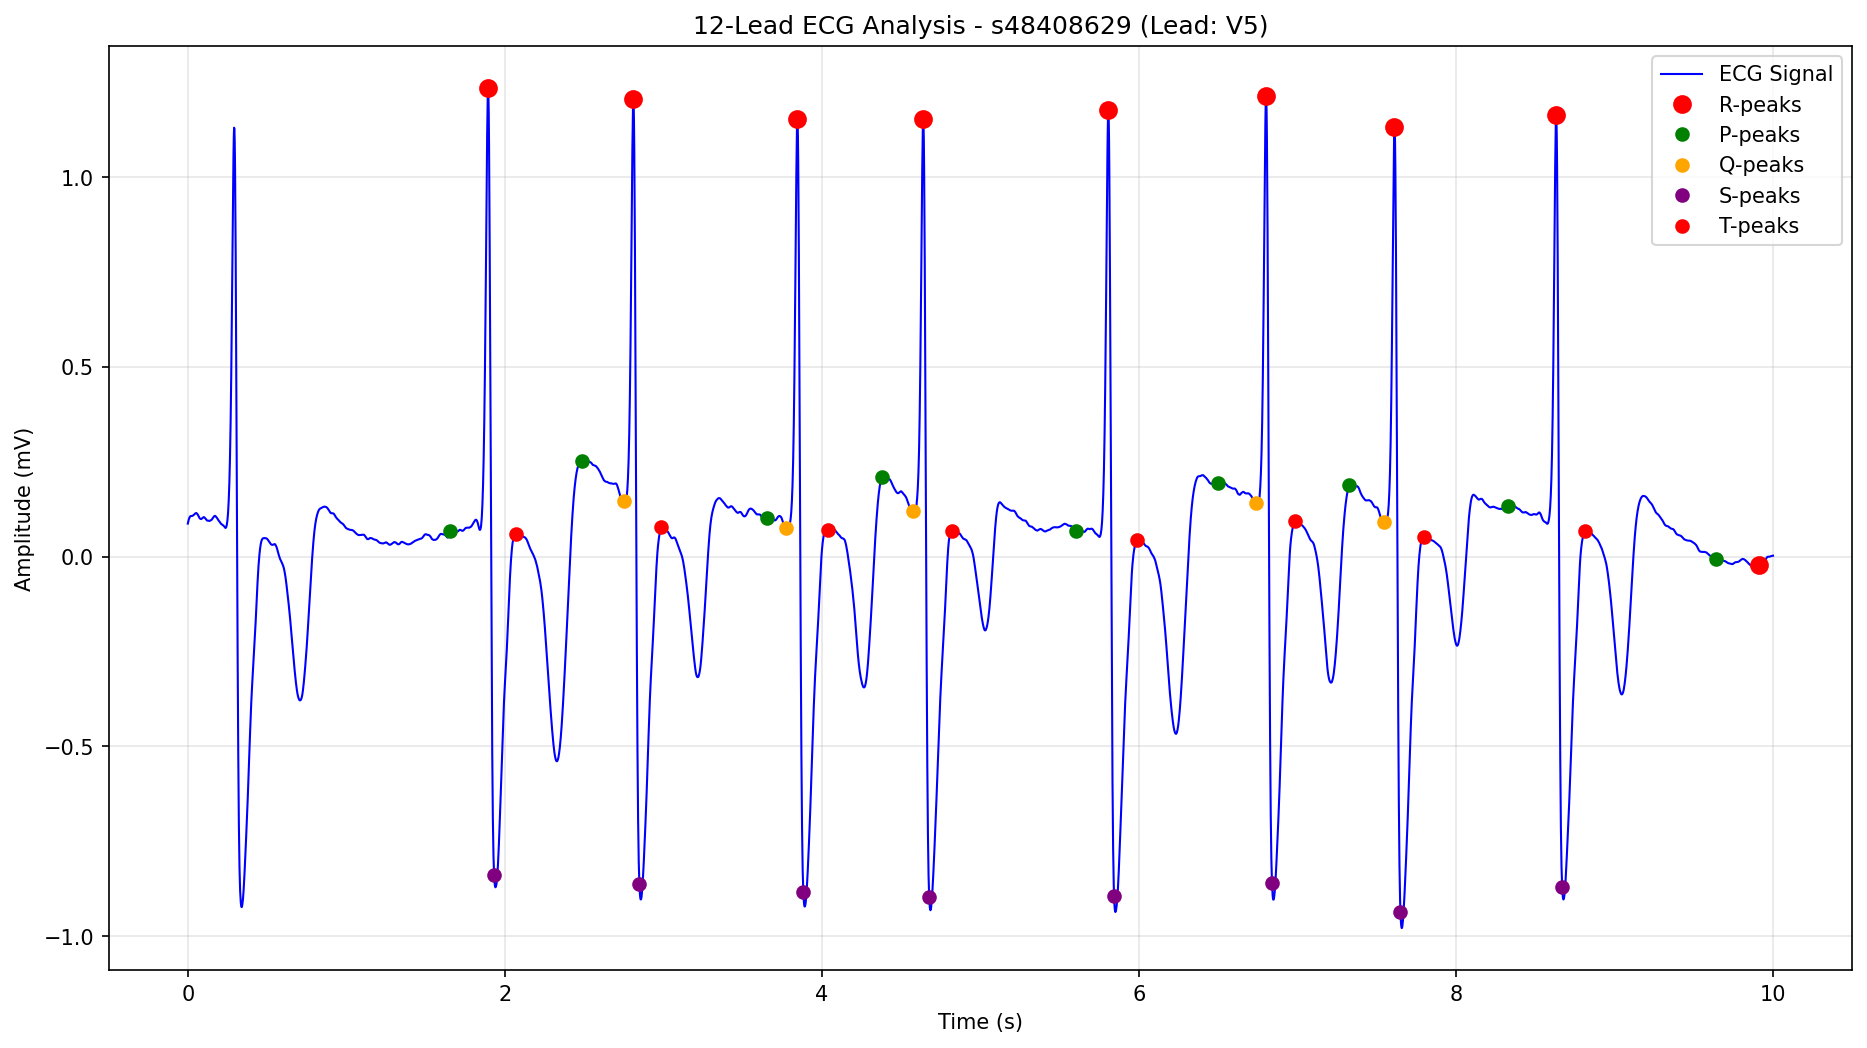 12-Lead ECG Analysis - s48408629 (Lead: V5)
ECG Signal
R-peaks
P-peaks
Q-peaks
S-peaks
T-peaks
Amplitude (mV)
1.0
0.5
0.0
−0.5
−1.0
0 2 4 6 8 10
Time (s)